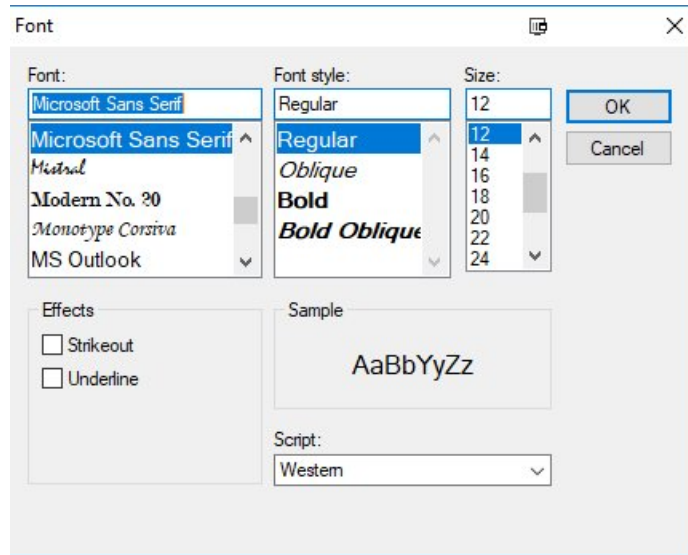 Font
Font:
Microsoft Sans Serif
Microsoft Sans Serif
Mistral
Modern No. 20
Monotype Corsiva
MS Outlook
Font style:
Regular
Regular
Oblique
Bold
Bold Oblique
Size:
12
12
14
16
18
20
22
24
OK
Cancel
Effects
Strikeout
Underline
Sample
AaBbYyZz
Script:
Western